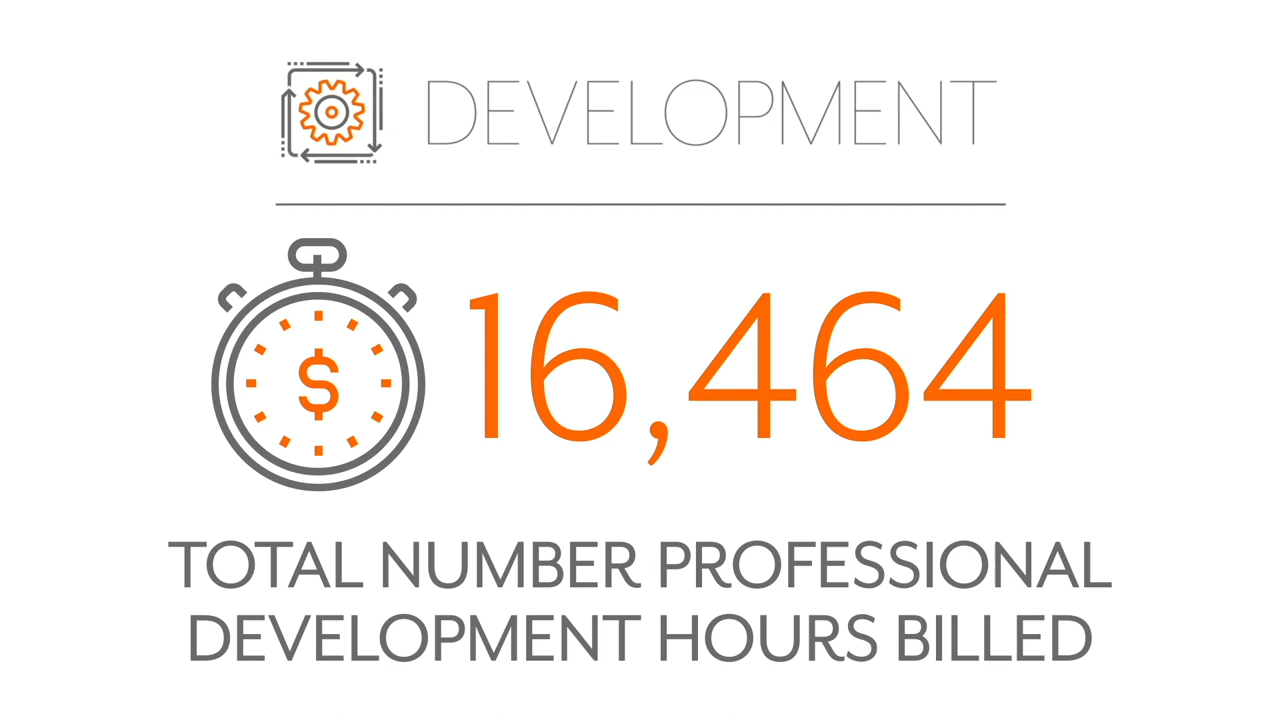 DEVELOPMENT
$
16,464
TOTAL NUMBER PROFESSIONAL
DEVELOPMENT HOURS BILLED